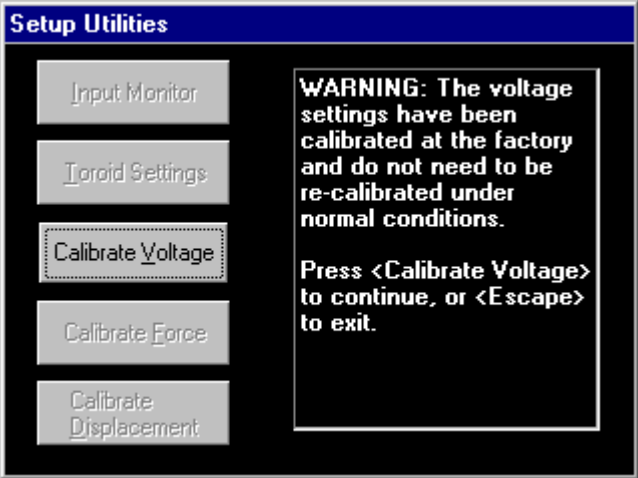 Setup Utilities
Input Monitor
Toroid Settings
Calibrate Voltage
Calibrate Force
Calibrate
Displacement
WARNING: The voltage
settings have been
calibrated at the factory
and do not need to be
re-calibrated under
normal conditions.
Press <Calibrate Voltage>
to continue, or <Escape>
to exit.